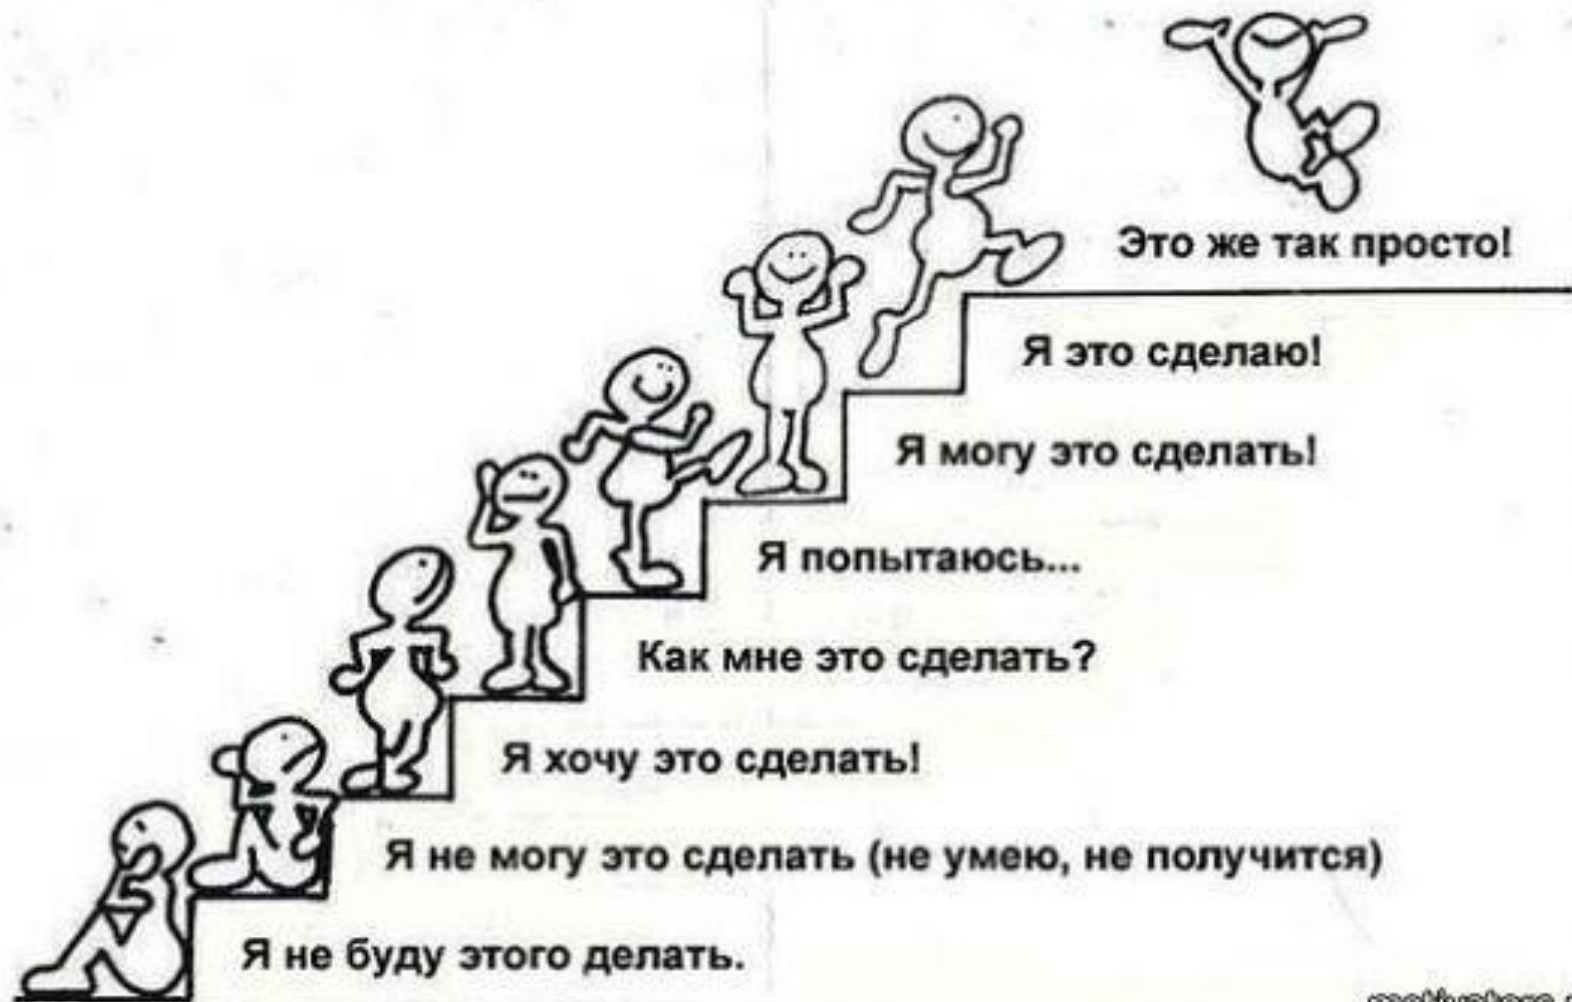 Это же так просто!
Я это сделаю!
Я могу это сделать!
Я попытаюсь...
Как мне это сделать?
Я хочу это сделать!
Я не могу это сделать (не умею, не получится)
Я не буду этого делать.